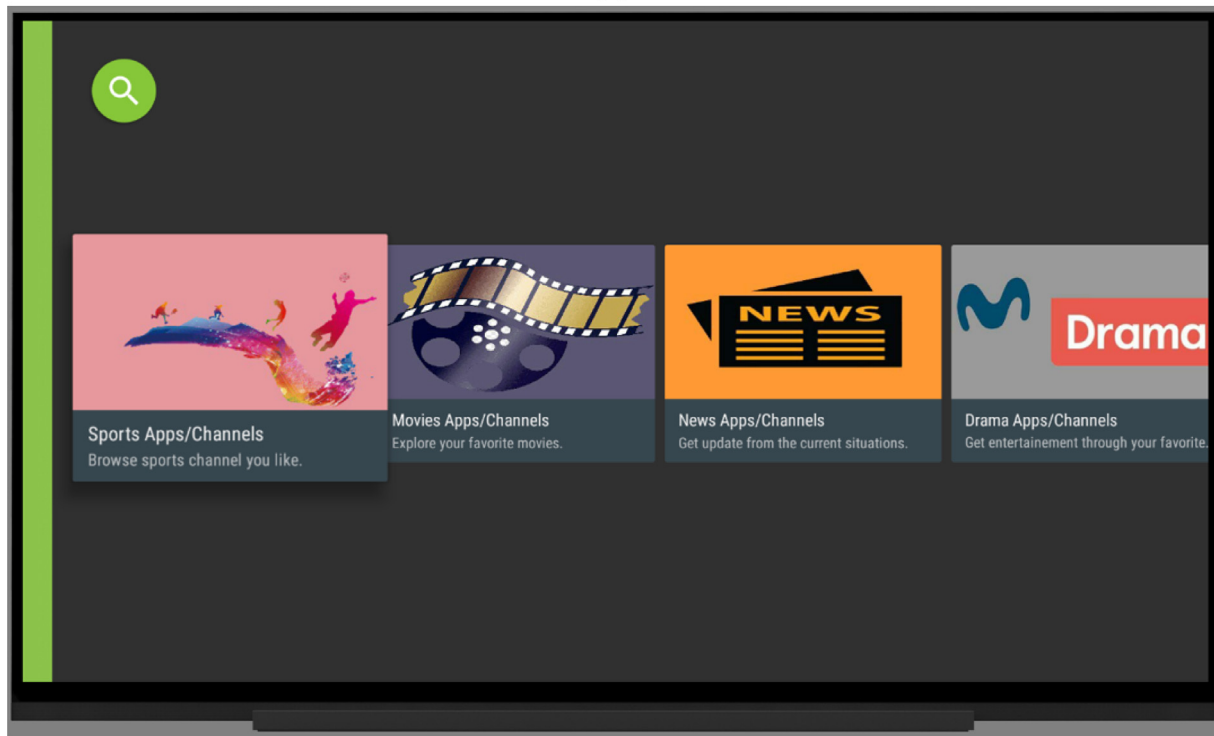 NEWS
Drama
Sports Apps/Channels
Browse sports channel you like.
Movies Apps/Channels
Explore your favorite movies.
News Apps/Channels
Get update from the current situations.
Drama Apps/Channels
Get entertainement through your favorite.